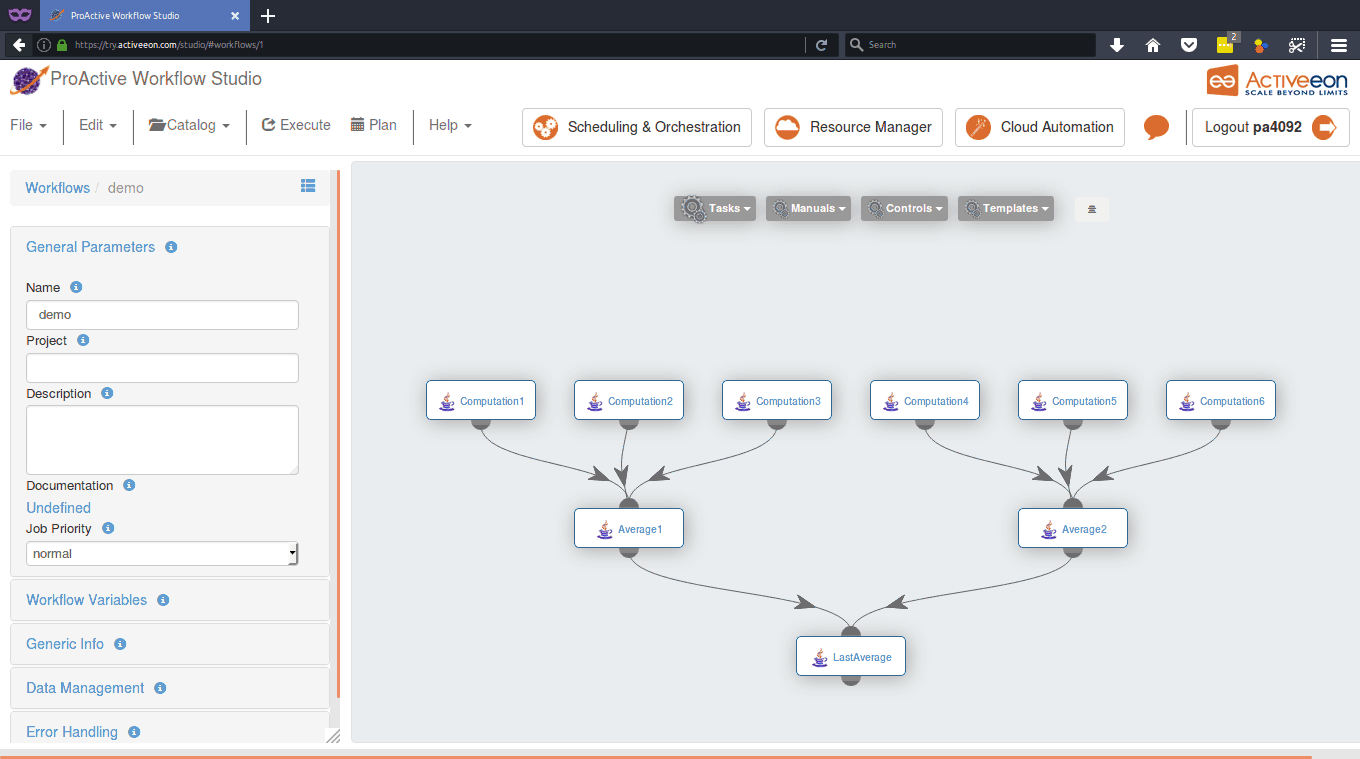 ProActive Workflow Studio
https://try.activeeon.com/studio/#workflows/1
Search
2
ProActive Workflow Studio
Activeeon
SCALE BEYOND LIMITS
File
Edit
Catalog
Execute
Plan
Help
Scheduling & Orchestration
Resource Manager
Cloud Automation
Logout pa4092
Workflows / demo
Tasks
Manuals
Controls
Templates
General Parameters
Name
demo
Project
Description
Documentation
Undefined
Job Priority
normal
Workflow Variables
Generic Info
Data Management
Error Handling
Computation1
Computation2
Computation3
Computation4
Computation5
Computation6
Average1
Average2
LastAverage